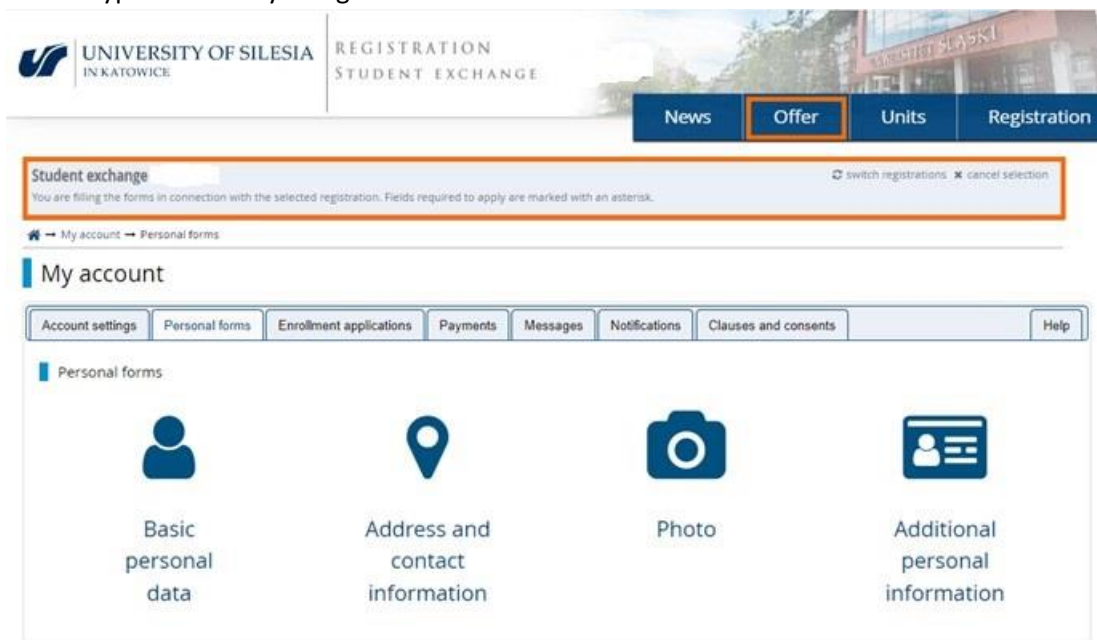 UNIVERSITY OF SILESIA
IN KATOWICE
REGISTRATION
STUDENT EXCHANGE
UNIWERSYTET ŚLĄSKI
News Offer Units Registration
Student exchange
switch registrations cancel selection
You are filling the forms in connection with the selected registration. Fields required to apply are marked with an asterisk.
→ My account → Personal forms
My account
Account settings Personal forms Enrollment applications Payments Messages Notifications Clauses and consents Help
Personal forms
Basic
personal
data
Address and
contact
information
Photo
Additional
personal
information